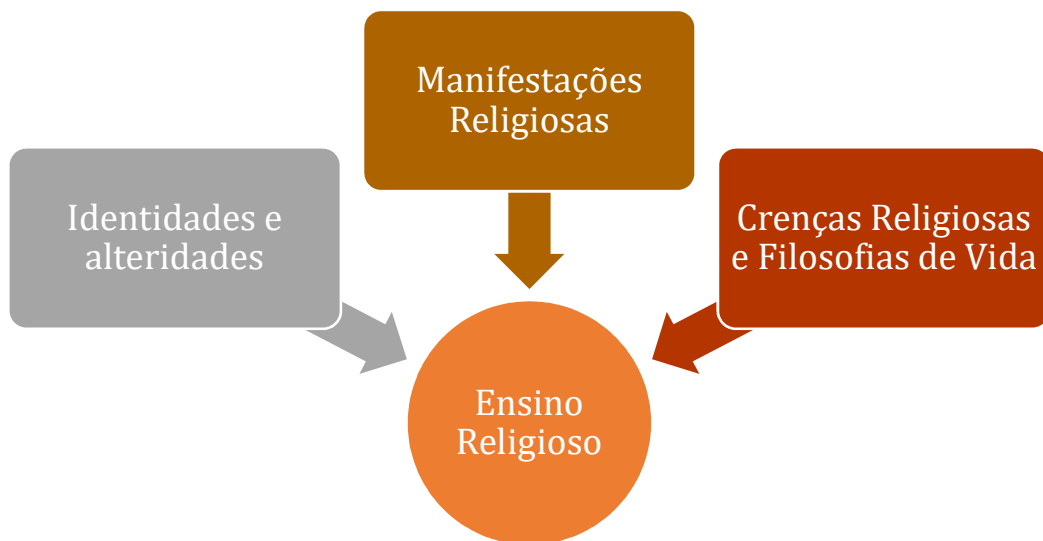 Manifestações
Religiosas
Identidades e
alteridades
Crenças Religiosas
e Filosofias de Vida
Ensino
Religioso